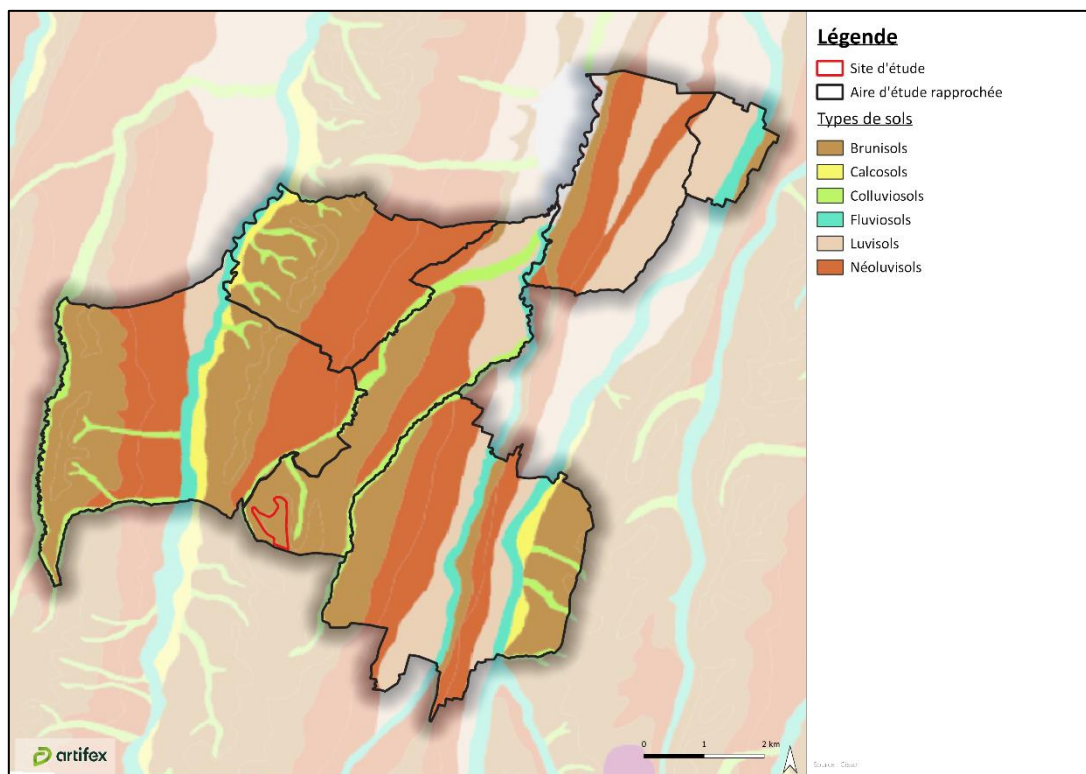 Légende
Site d'étude
Aire d'étude rapprochée
Types de sols
Brunisols
Calcosols
Colluviosols
Fluviosols
Luvisols
Néoluvisols
artifex
0 1 2 km